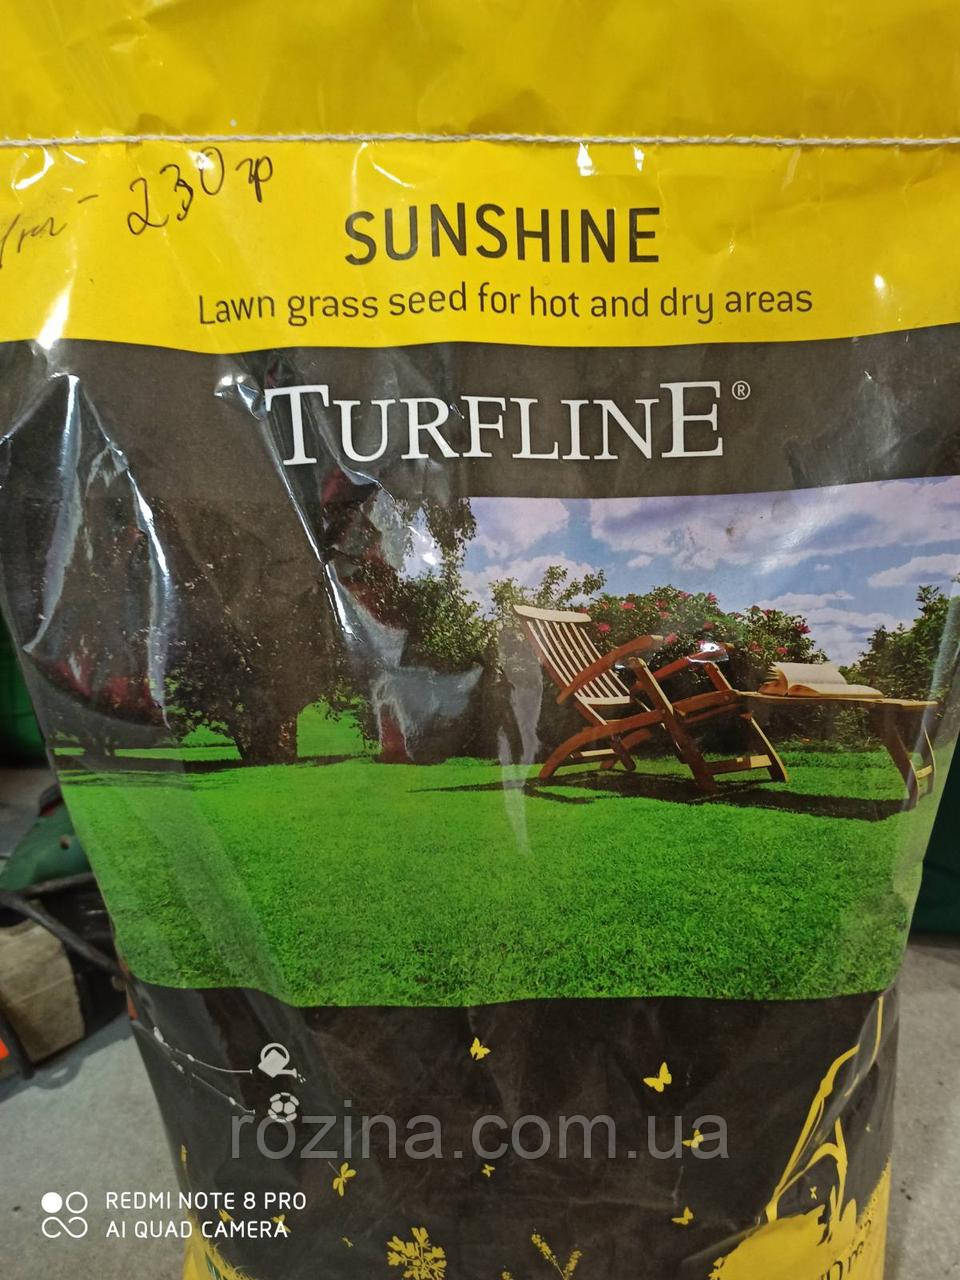 230 гр
SUNSHINE
Lawn grass seed for hot and dry areas
TURFLINE®
rozina.com.ua
REDMI NOTE 8 PRO
AI QUAD CAMERA